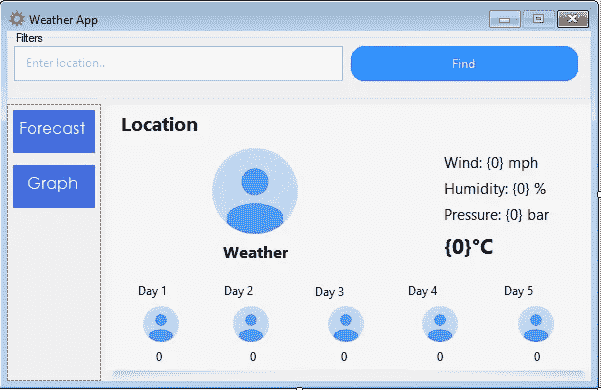 Weather App
Filters
Enter location..
Find
Forecast
Graph
Location
Weather
Wind: {0} mph
Humidity: {0} %
Pressure: {0} bar
{0}°C
Day 1 Day 2 Day 3 Day 4 Day 5
0 0 0 0 0